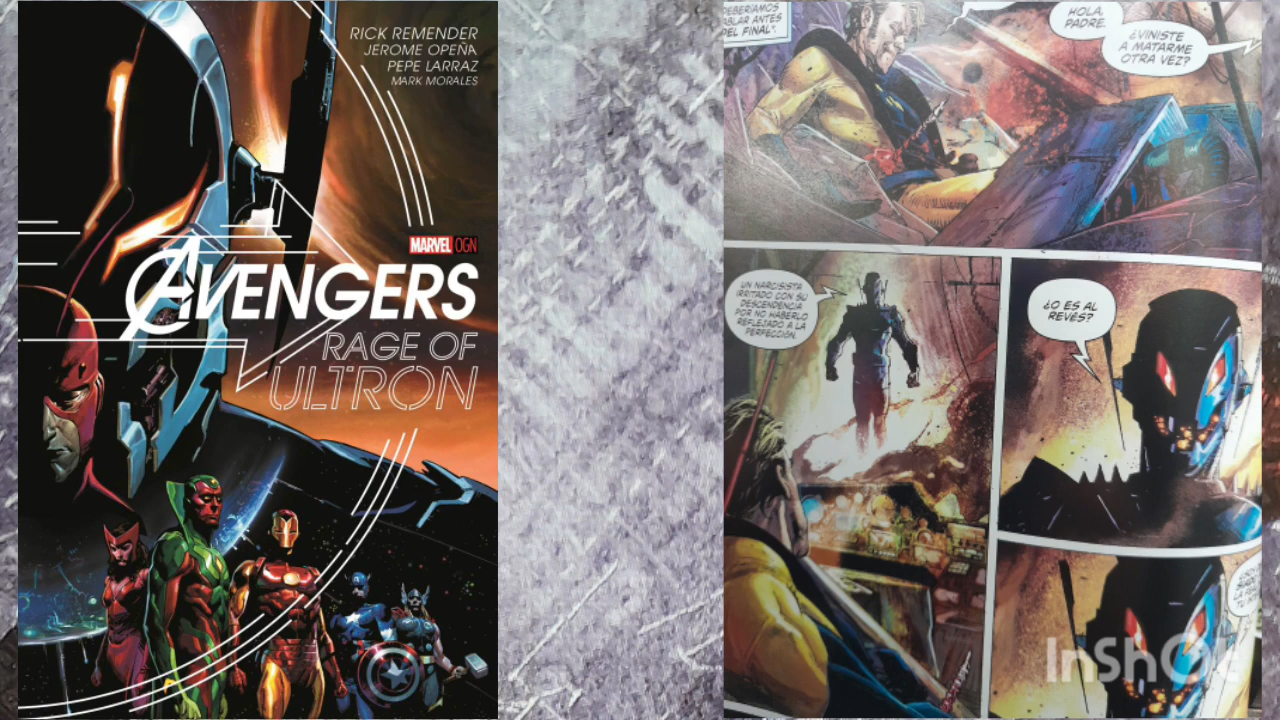 RICK REMENDER
JEROME OPEÑA
PEPE LARRAZ
MARK MORALES
MARVEL OGN
AVENGERS
RAGE OF
ULTRON
DEBERÍAMOS
ABLAR ANTES
DEL FINAL".
HOLA,
PADRE.
¿VINISTE
A MATARME
OTRA VEZ?
UN NARCISISTA
IRRITADO CON SU
DESCENDENCIA
POR NO HABERLO
REFLEJADO A LA
PERFECCIÓN.
¿O ES AL
REVÉS?
InShOt